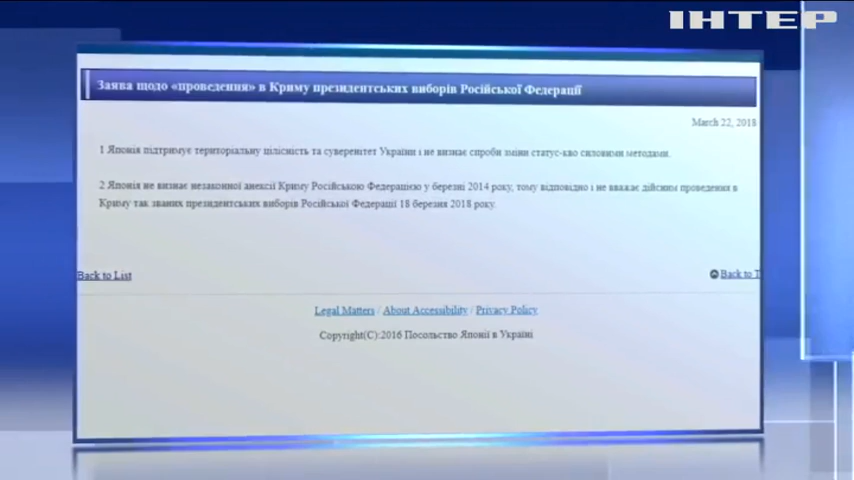 ІНТЕР
Заява щодо «проведення» в Криму президентських виборів Російської Федерації
March 22, 2018
1 Японія підтримує територіальну цілісність та суверенітет України і не визнає спроби зміни статус-кво силовими методами.
2 Японія не визнає незаконної анексії Криму Російською Федерацією у березні 2014 року, тому відповідно і не вважає дійсним проведення в
Криму так званих президентських виборів Російської Федерації 18 березня 2018 року.
Back to List
Back to T
Legal Matters / About Accessibility / Privacy Policy
Copyright(C):2016 Посольство Японії в Україні